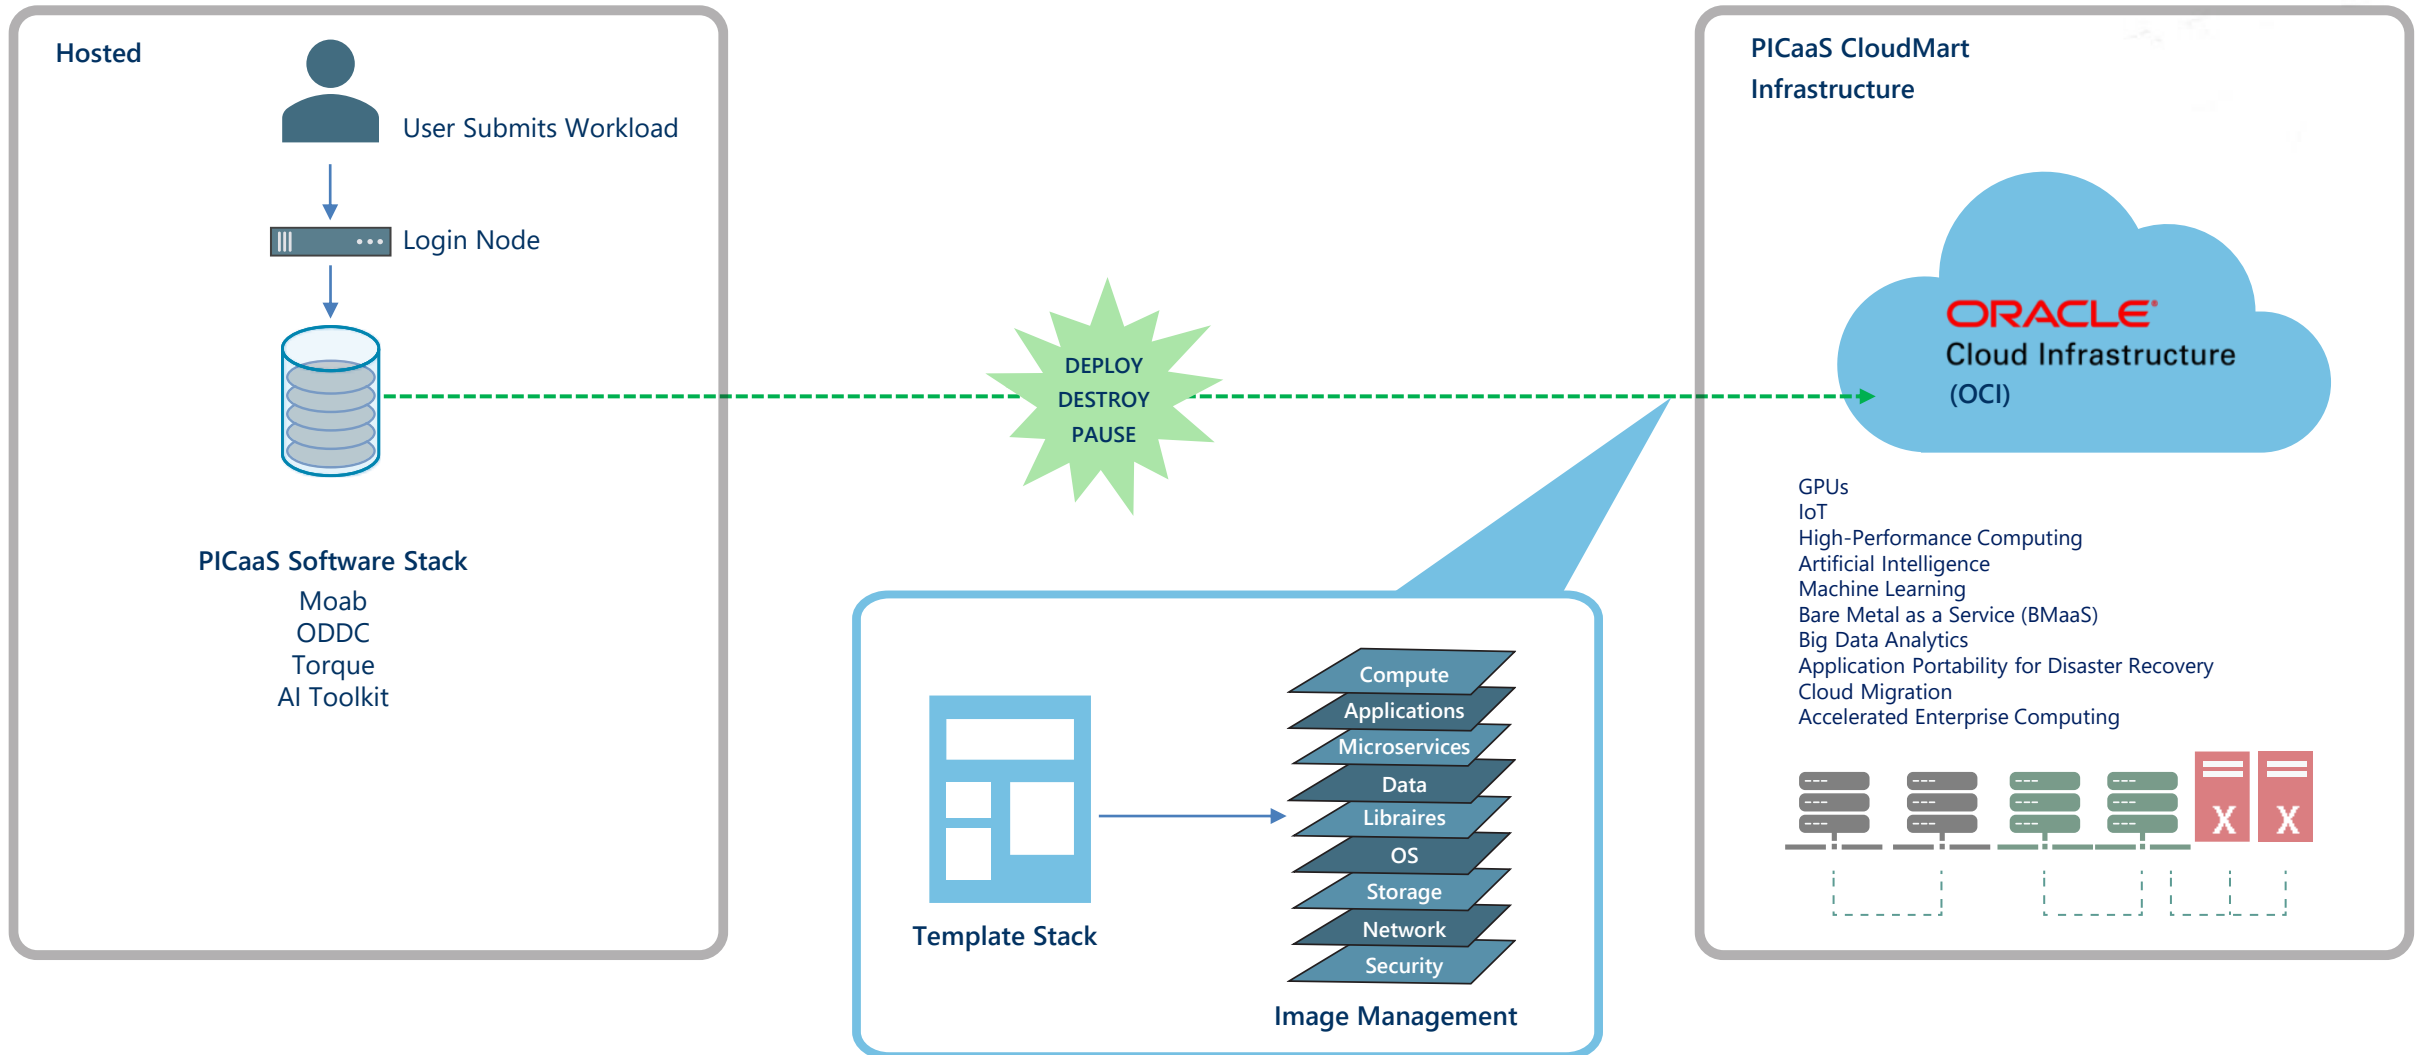 Hosted
User Submits Workload
Login Node
PICaaS Software Stack
Moab
ODDC
Torque
AI Toolkit
DEPLOY
DESTROY
PAUSE
Template Stack
Compute
Applications
Microservices
Data
Libraires
OS
Storage
Network
Security
Image Management
PICaaS CloudMart
Infrastructure
ORACLE®
Cloud Infrastructure
(OCI)
GPUs
IoT
High-Performance Computing
Artificial Intelligence
Machine Learning
Bare Metal as a Service (BMaaS)
Big Data Analytics
Application Portability for Disaster Recovery
Cloud Migration
Accelerated Enterprise Computing
X X